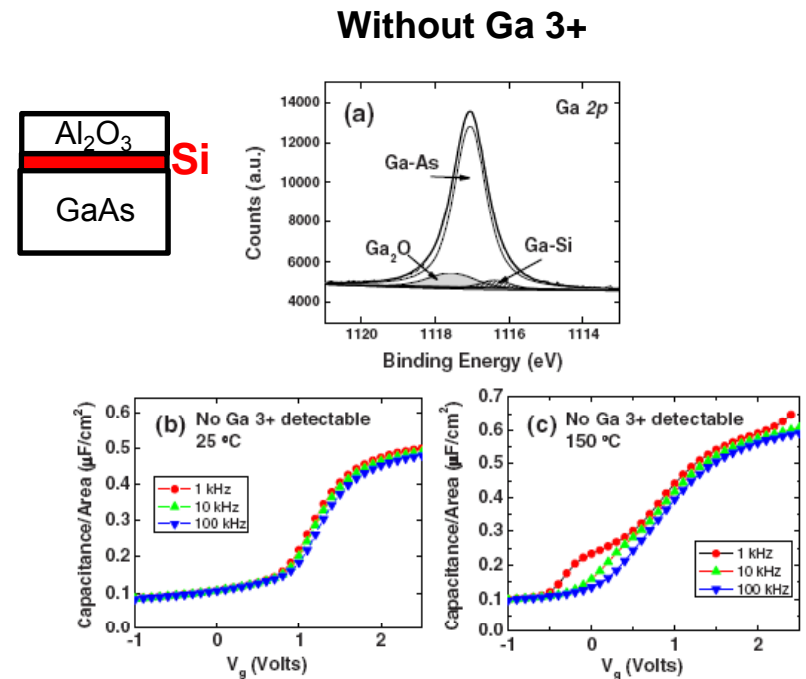 Without Ga 3+
Al₂O₃
Si
GaAs
(a)
Ga 2p
Ga-As
Ga₂O
Ga-Si
Counts (a.u.)
14000
12000
10000
8000
6000
4000
1120
1118
1116
1114
Binding Energy (eV)
(b) No Ga 3+ detectable
25 °C
1 kHz
10 kHz
100 kHz
Capacitance/Area (µF/cm²)
0.6
0.5
0.4
0.3
0.2
0.1
0.0
-1
0
1
2
Vg (Volts)
(c) No Ga 3+ detectable
150 °C
1 kHz
10 kHz
100 kHz
Capacitance/Area (µF/cm²)
0.7
0.6
0.5
0.4
0.3
0.2
0.1
0.0
-1
0
1
2
Vg (Volts)